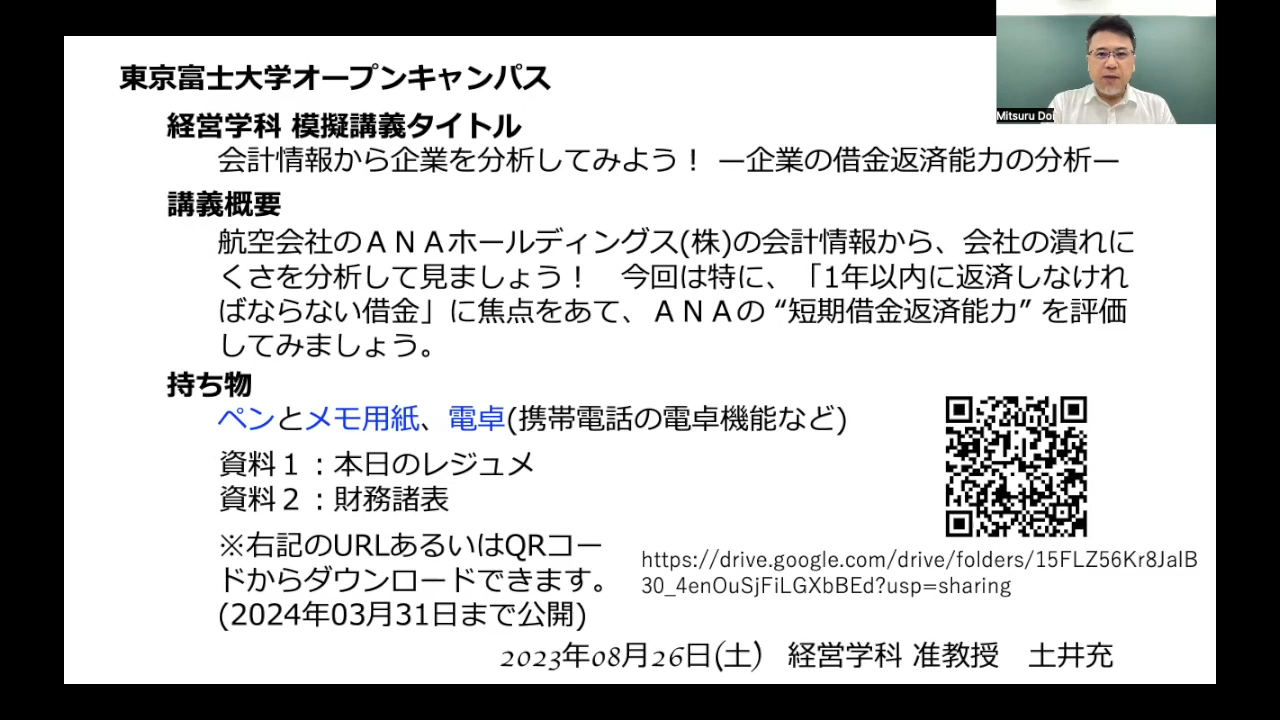 東京富士大学オープンキャンパス
経営学科 模擬講義タイトル
会計情報から企業を分析してみよう！ ―企業の借金返済能力の分析―
講義概要
航空会社のＡＮＡホールディングス(株)の会計情報から、会社の潰れに
くさを分析して見ましょう！　今回は特に、「1年以内に返済しなけれ
ばならない借金」に焦点をあて、ＡＮＡの “短期借金返済能力” を評価
してみましょう。
持ち物
ペンとメモ用紙、電卓(携帯電話の電卓機能など)
資料１：本日のレジュメ
資料２：財務諸表
※右記のURLあるいはQRコー
ドからダウンロードできます。
(2024年03月31日まで公開)
https://drive.google.com/drive/folders/15FLZ56Kr8JaIB
30_4enOuSjFiLGXbBEd?usp=sharing
2023年08月26日(土)　経営学科 准教授　土井充
Mitsuru Doi